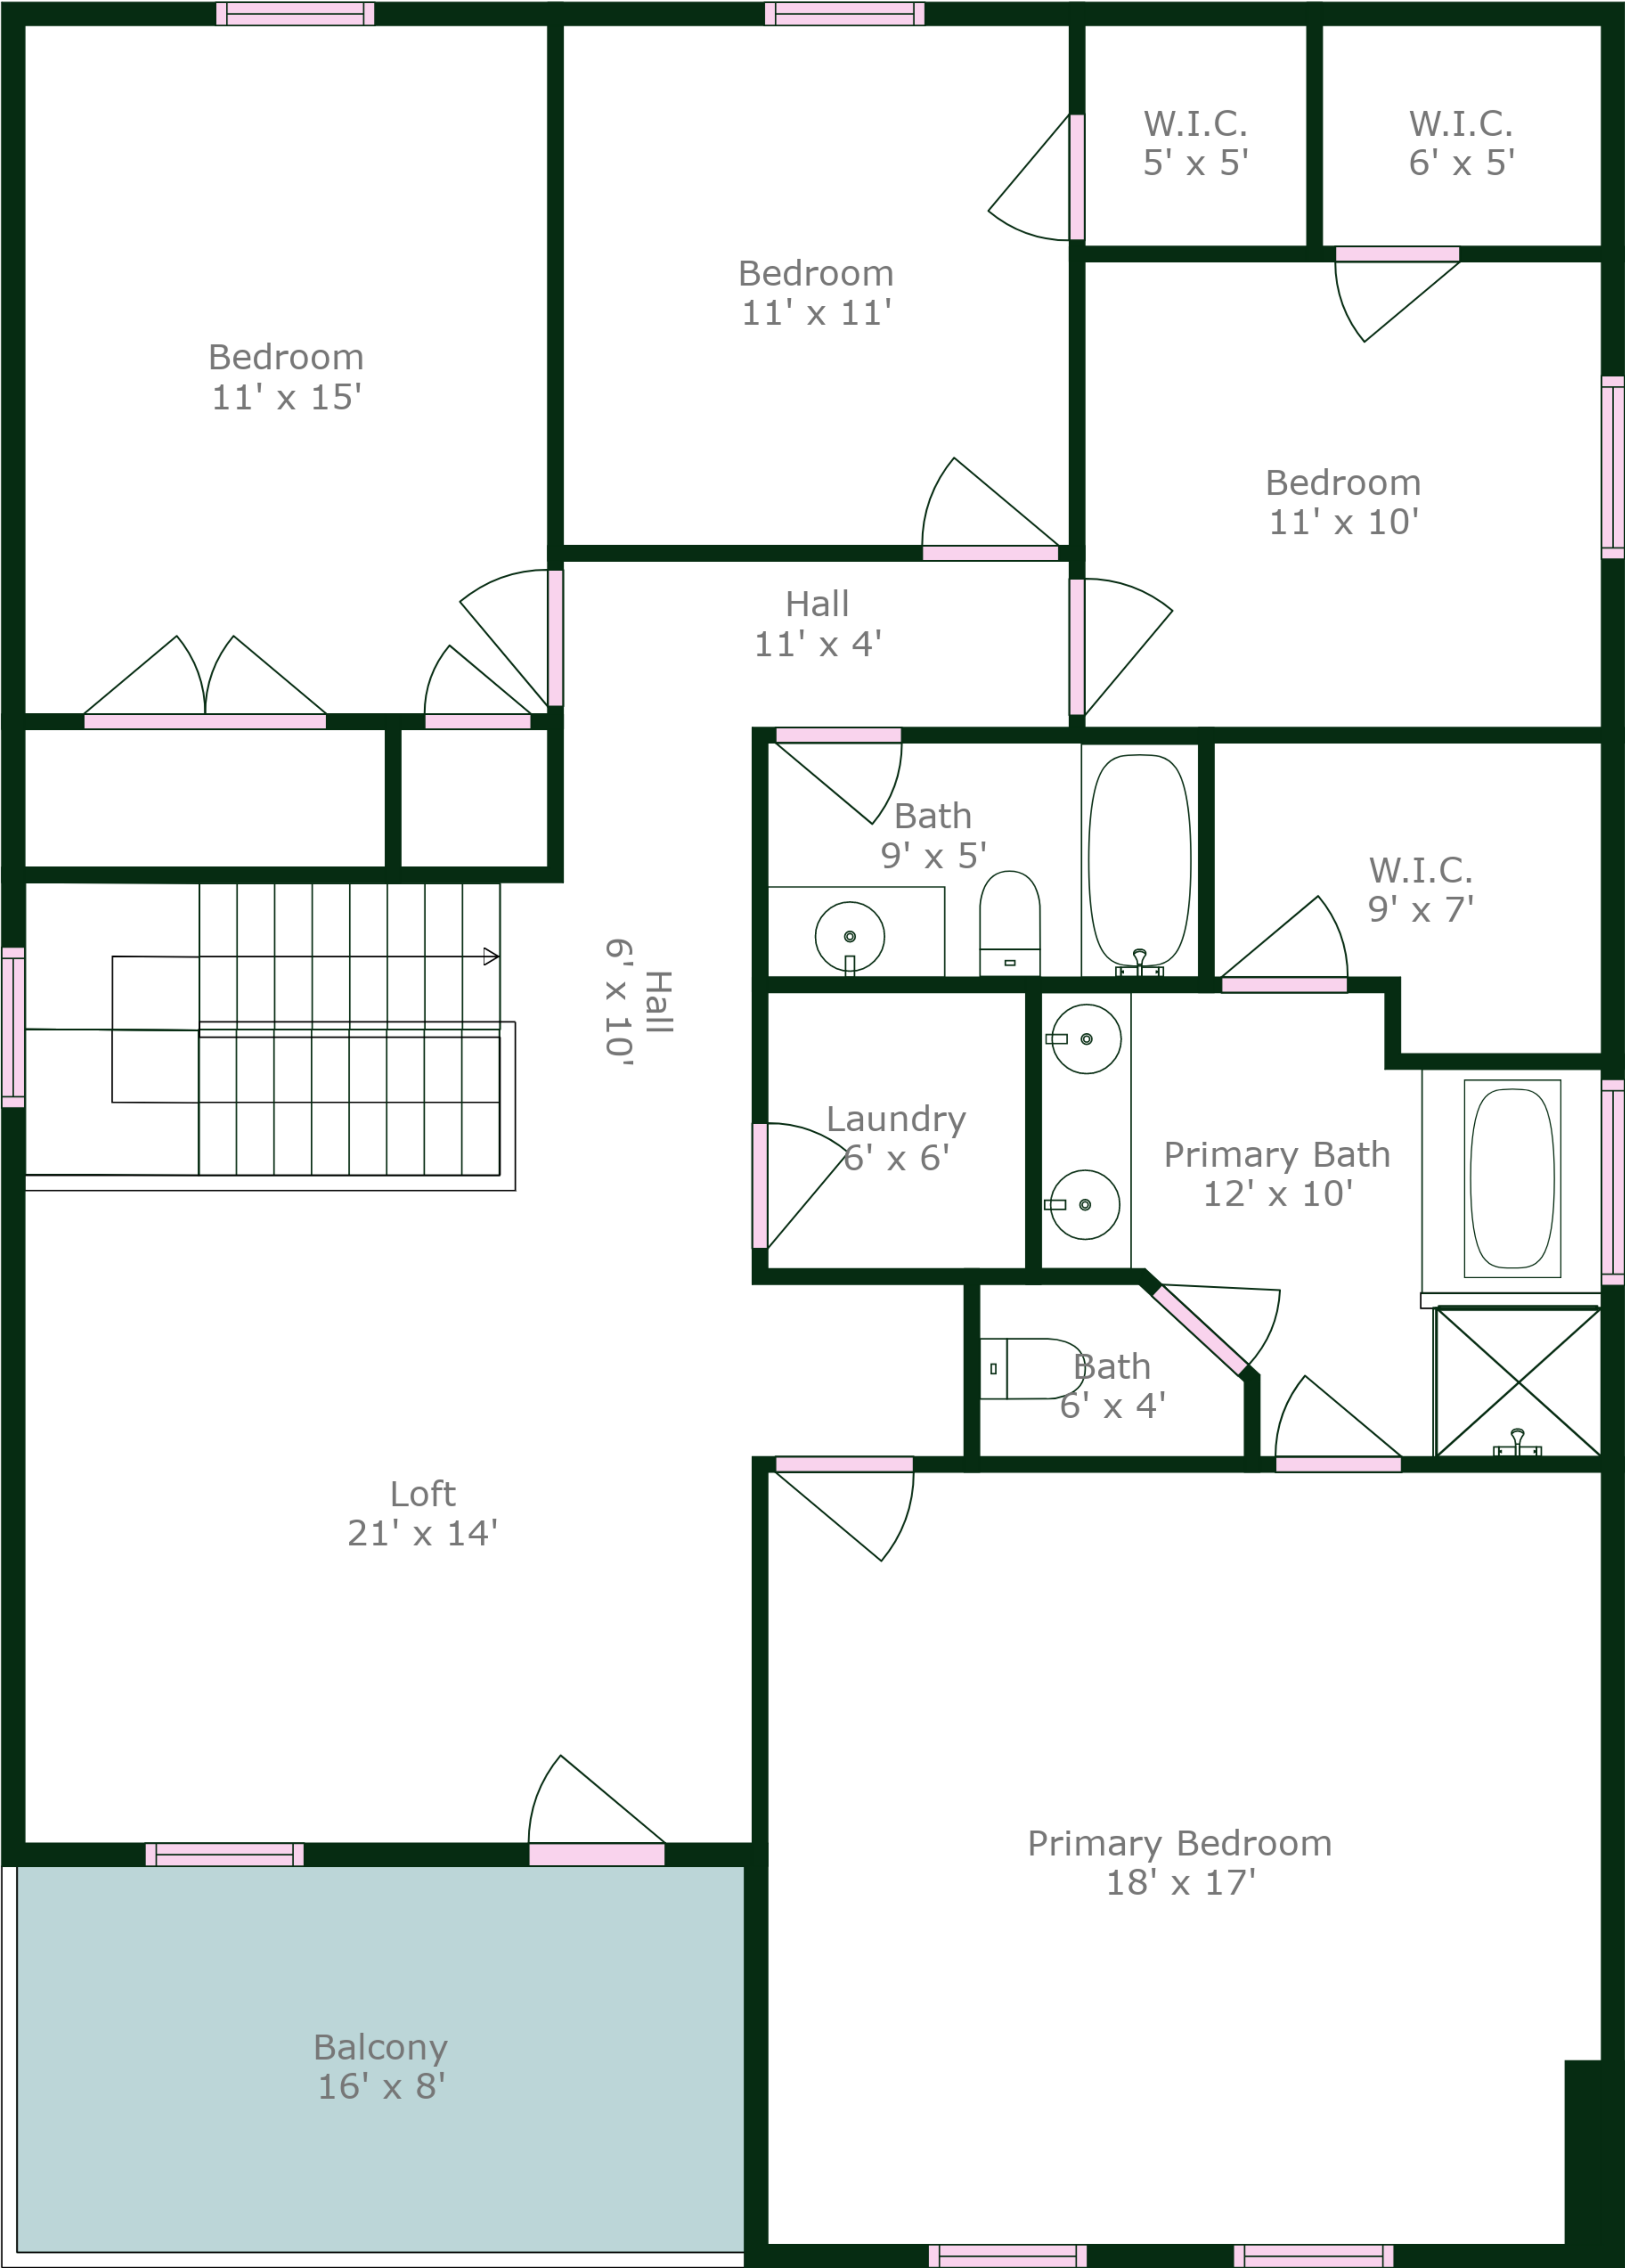 W.I.C.
5' x 5'
W.I.C.
6' x 5'
Bedroom
11' x 11'
Bedroom
11' x 15'
Bedroom
11' x 10'
Hall
11' x 4'
Bath
9' x 5'
W.I.C.
9' x 7'
Hall
6' x 10'
Laundry
6' x 6'
Primary Bath
12' x 10'
Bath
6' x 4'
Loft
21' x 14'
Primary Bedroom
18' x 17'
Balcony
16' x 8'